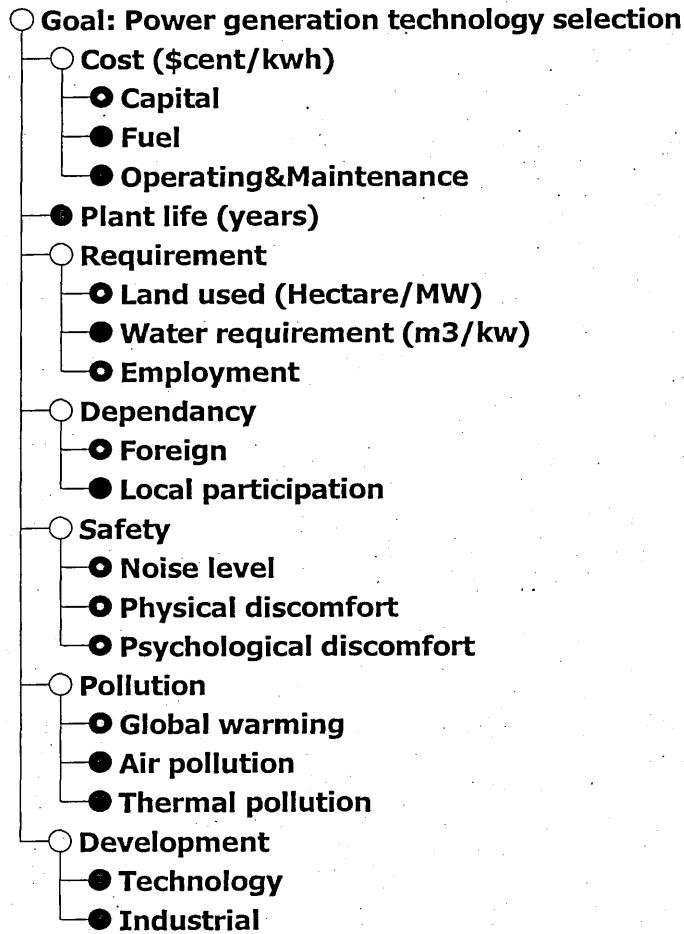 Goal: Power generation technology selection
Cost ($cent/kwh)
Capital
Fuel
Operating&Maintenance
Plant life (years)
Requirement
Land used (Hectare/MW)
Water requirement (m3/kw)
Employment
Dependancy
Foreign
Local participation
Safety
Noise level
Physical discomfort
Psychological discomfort
Pollution
Global warming
Air pollution
Thermal pollution
Development
Technology
Industrial